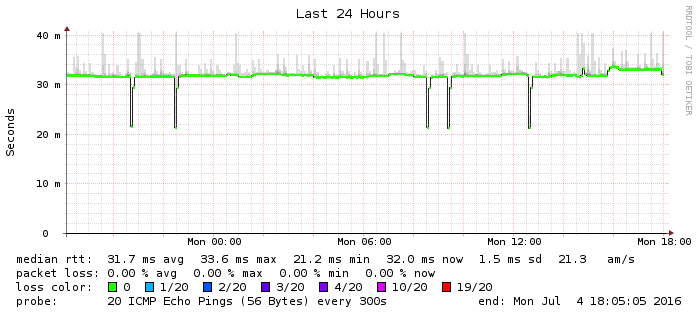 Last 24 Hours
RRDTOOL / TOBI OETIKER
Seconds
40 m
30 m
20 m
10 m
0
Mon 00:00 Mon 06:00 Mon 12:00 Mon 18:00
median rtt: 31.7 ms avg 33.6 ms max 21.2 ms min 32.0 ms now 1.5 ms sd 21.3 am/s
packet loss: 0.00 % avg 0.00 % max 0.00 % min 0.00 % now
loss color: 0 1/20 2/20 3/20 4/20 10/20 19/20
probe: 20 ICMP Echo Pings (56 Bytes) every 300s end: Mon Jul 4 18:05:05 2016